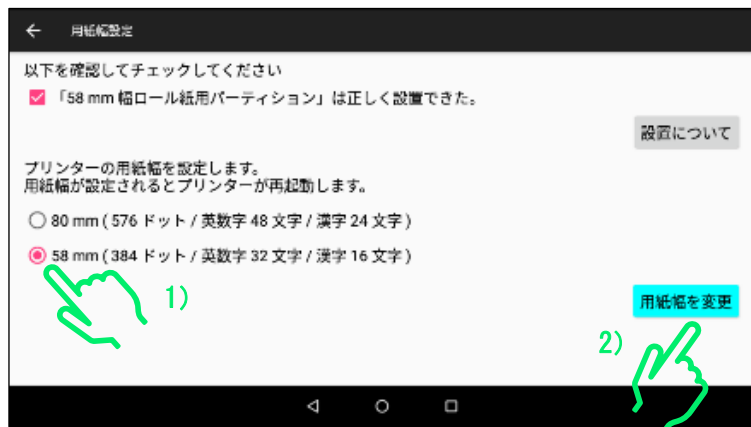 用紙幅設定
以下を確認してチェックしてください
「58 mm 幅ロール紙用パーティション」は正しく設置できた。
設置について
プリンターの用紙幅を設定します。
用紙幅が設定されるとプリンターが再起動します。
80 mm ( 576 ドット / 英数字 48 文字 / 漢字 24 文字 )
58 mm ( 384 ドット / 英数字 32 文字 / 漢字 16 文字 )
1)
用紙幅を変更
2)